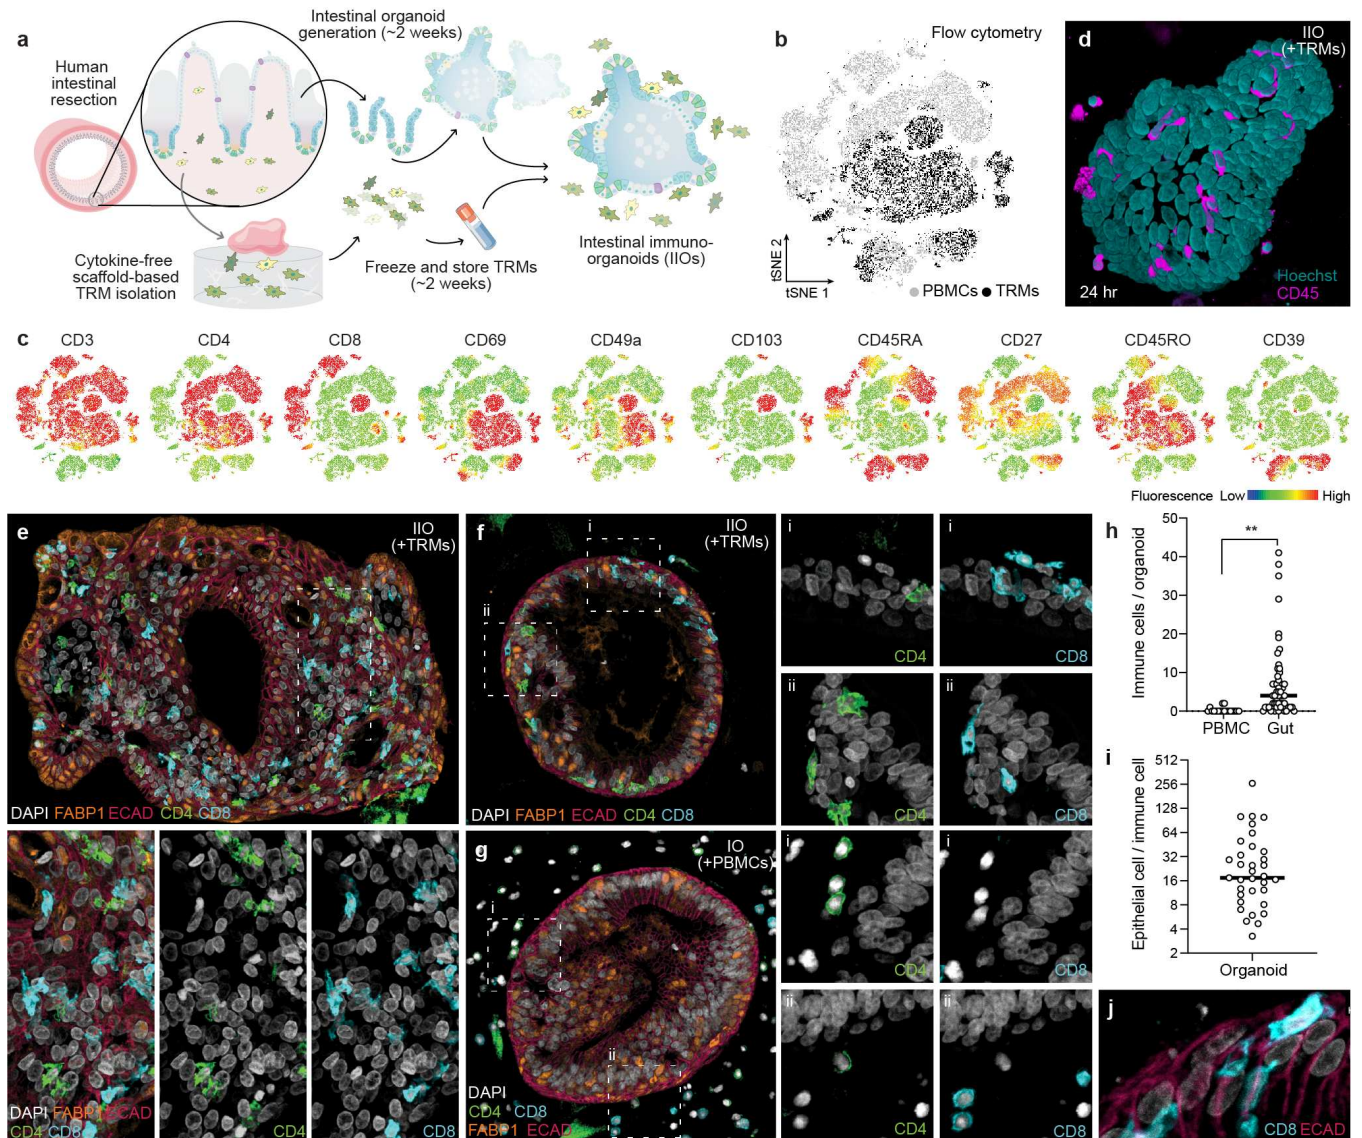 a
Human
intestinal
resection
Intestinal organoid
generation (~2 weeks)
Cytokine-free
scaffold-based
TRM isolation
Freeze and store TRMs
(~2 weeks)
Intestinal immuno-
organoids (IIOs)
b
Flow cytometry
tSNE 2
tSNE 1
PBMCs TRMs
d
IIO
(+TRMs)
Hoechst
CD45
24 hr
c
CD3 CD4 CD8 CD69 CD49a CD103 CD45RA CD27 CD45RO CD39
Fluorescence Low High
e
IIO
(+TRMs)
DAPI FABP1 ECAD CD4 CD8
DAPI FABP1 ECAD
CD4 CD8
CD4
CD8
f
IIO
(+TRMs)
i
ii
DAPI FABP1 ECAD CD4 CD8
i
CD4
i
CD8
ii
CD4
ii
CD8
g
IO
(+PBMCs)
i
ii
DAPI
CD4 CD8
FABP1 ECAD
i
CD4
i
CD8
ii
CD4
ii
CD8
h
Immune cells / organoid
50
40
30
20
10
0
**
PBMC Gut
i
Epithelial cell / immune cell
512
256
128
64
32
16
8
4
2
Organoid
j
CD8 ECAD